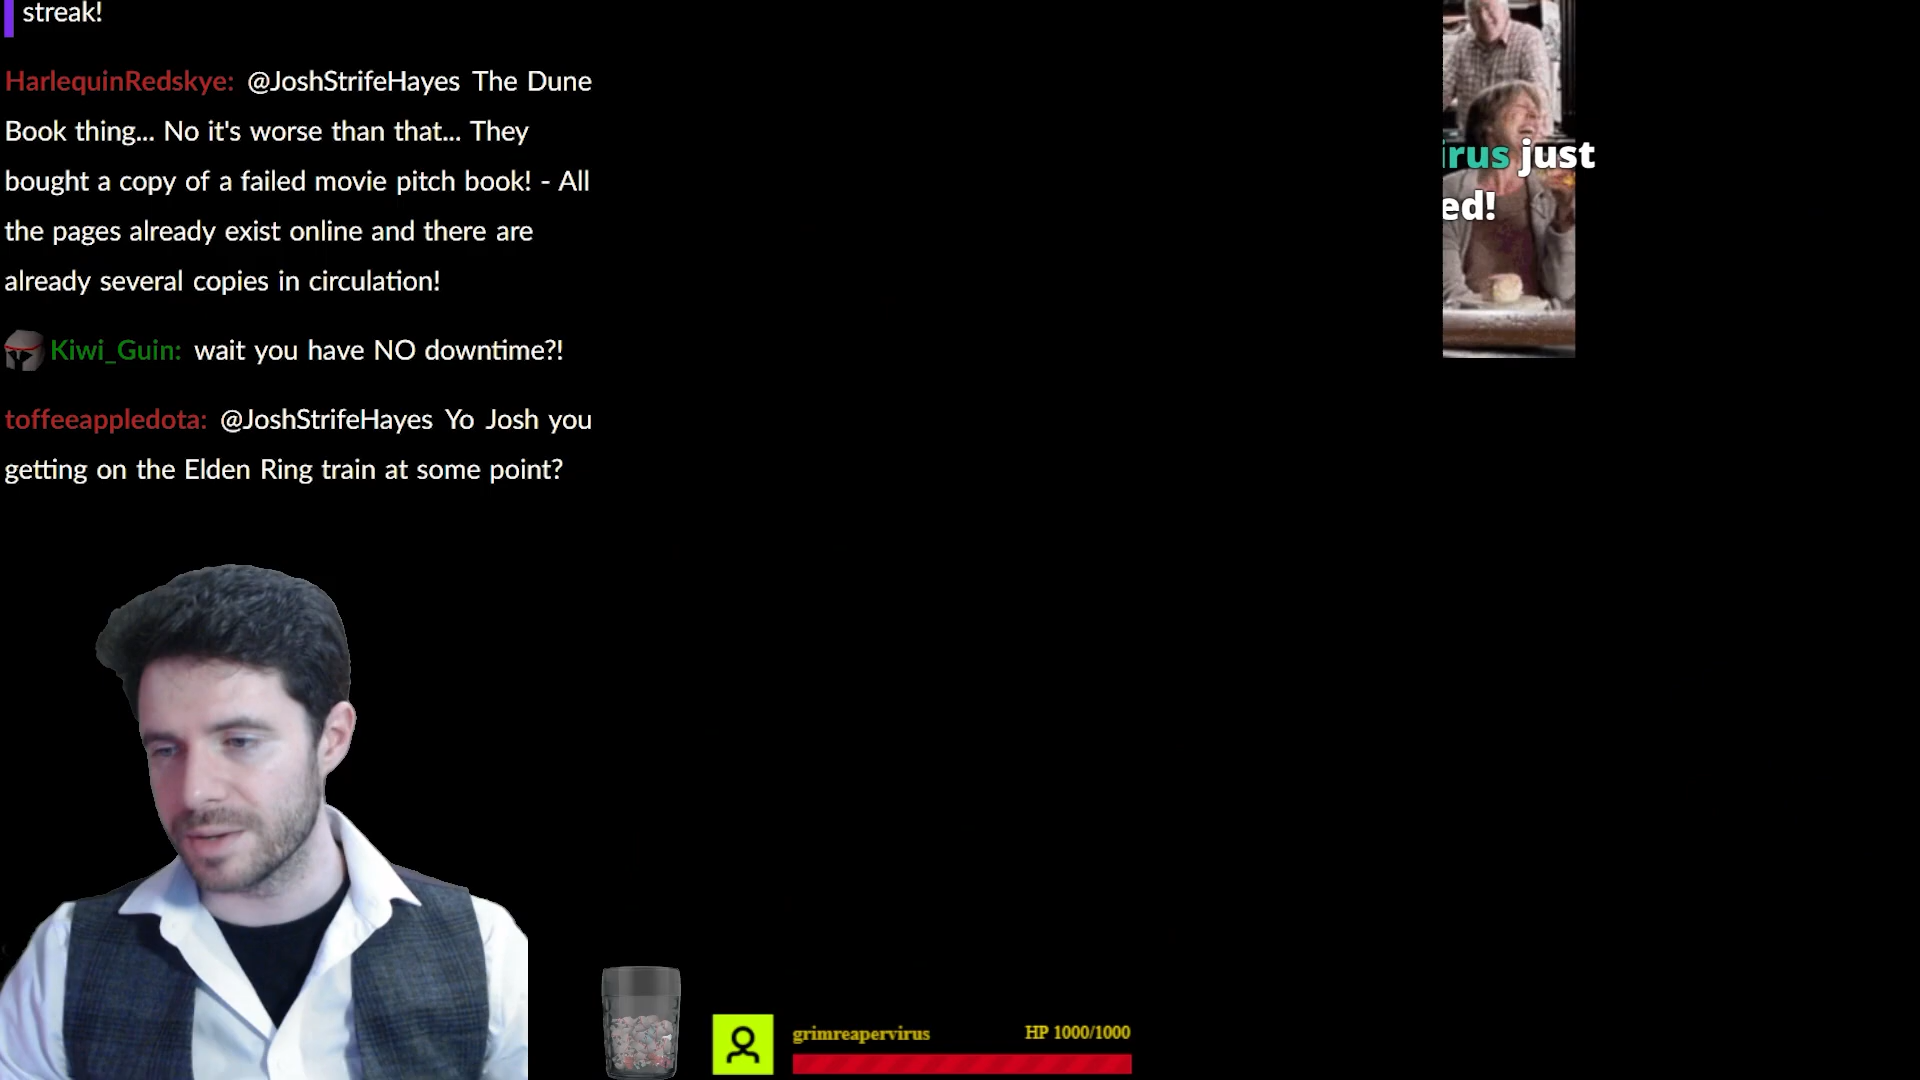 streak!
HarlequinRedskye: @JoshStrifeHayes The Dune
Book thing... No it's worse than that... They
bought a copy of a failed movie pitch book! - All
the pages already exist online and there are
already several copies in circulation!
Kiwi_Guin: wait you have NO downtime?!
toffeeappledota: @JoshStrifeHayes Yo Josh you
getting on the Elden Ring train at some point?
irus just
ed!
grimreapervirus HP 1000/1000